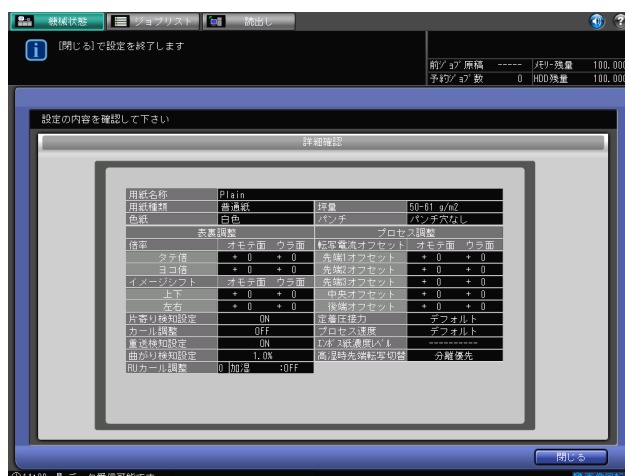 機械状態 ジョブリスト 読出し
[閉じる]で設定を終了します
前ジョブ原稿 ----- メモリー残量 100.000
予約ジョブ数 0 HDD残量 100.000
設定の内容を確認して下さい
詳細確認
用紙名称 Plain
用紙種類 普通紙 坪量 50-61 g/m2
色紙 白色 パンチ パンチ穴なし
表裏調整 プロセス調整
倍率 オモテ面 ウラ面 転写電流オフセット オモテ面 ウラ面
タテ倍 + 0 + 0 先端1オフセット + 0 + 0
ヨコ倍 + 0 + 0 先端2オフセット + 0 + 0
イメージシフト オモテ面 ウラ面 先端3オフセット + 0 + 0
上下 + 0 + 0 中央オフセット + 0 + 0
左右 + 0 + 0 後端オフセット + 0 + 0
片寄り検知設定 ON 定着圧接力 デフォルト
カール調整 OFF プロセス速度 デフォルト
重送検知設定 ON エンボス紙濃度レベル ----------
曲がり検知設定 1.0% 高湿時先端転写切替 分離優先
RUカール調整 0 加湿 :OFF
閉じる